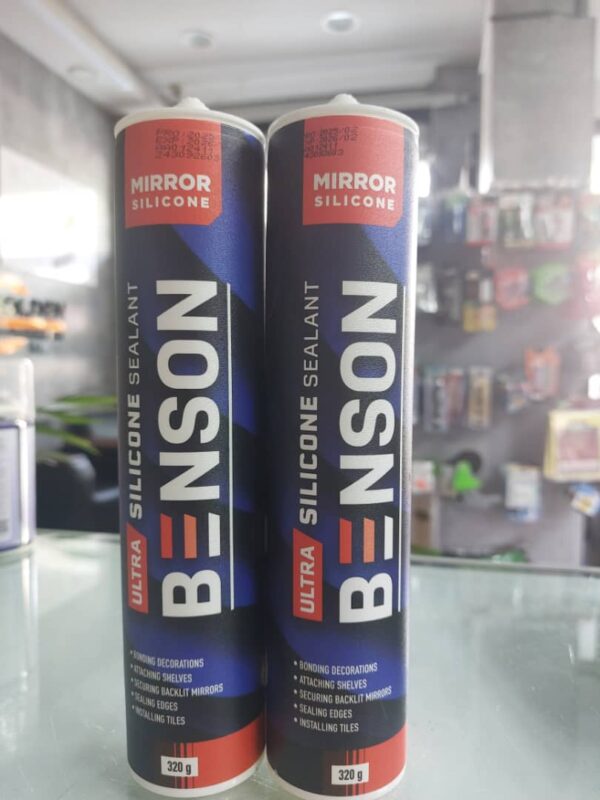 MIRROR
SILICONE
ULTRA SILICONE SEALANT
BENSON
• BONDING DECORATIONS
• ATTACHING SHELVES
• SECURING BACKLIT MIRRORS
• SEALING EDGES
• INSTALLING TILES
320 g
MIRROR
SILICONE
ULTRA SILICONE SEALANT
BENSON
• BONDING DECORATIONS
• ATTACHING SHELVES
• SECURING BACKLIT MIRRORS
• SEALING EDGES
• INSTALLING TILES
320 g